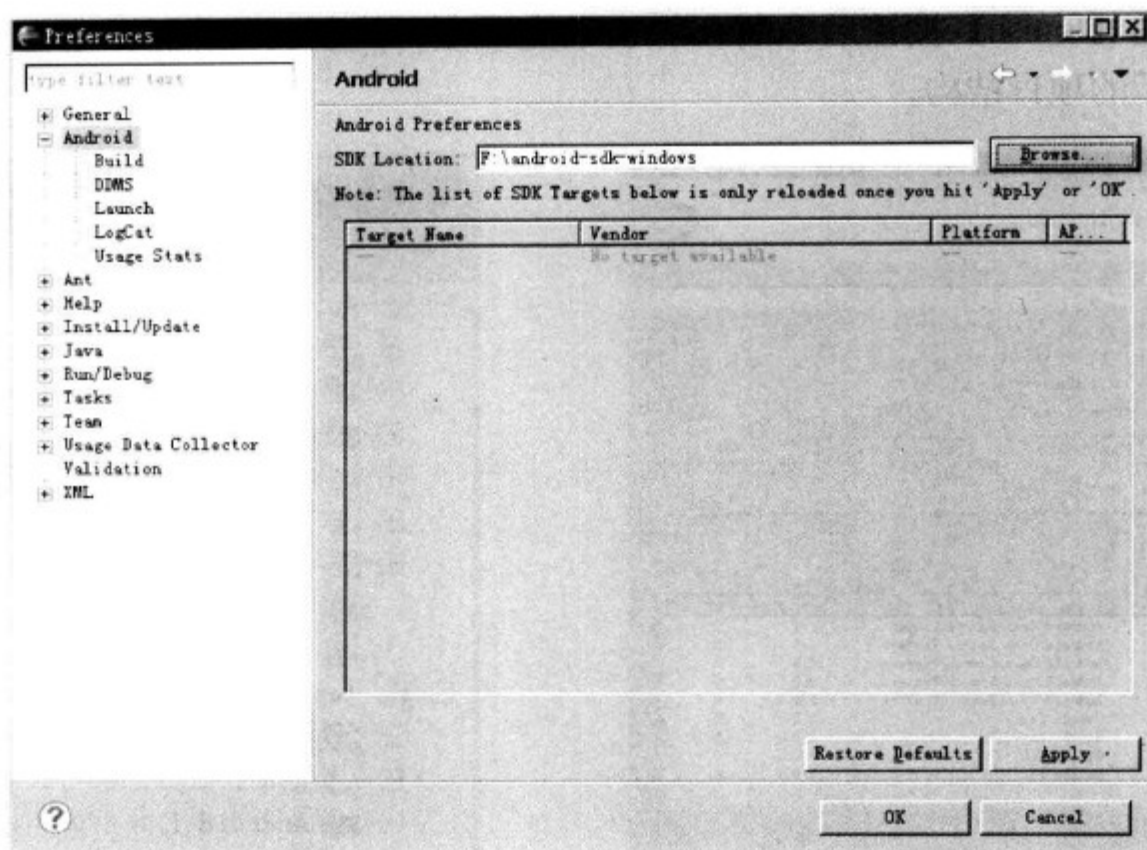 Preferences
type filter text
General
Android
Build
DDMS
Launch
LogCat
Usage Stats
Ant
Help
Install/Update
Java
Run/Debug
Tasks
Team
Usage Data Collector
Validation
XML
Android
Android Preferences
SDK Location: F:\android-sdk-windows Browse...
Note: The list of SDK Targets below is only reloaded once you hit 'Apply' or 'OK'.
Target Name Vendor Platform AP...
-- No target available -- --
Restore Defaults Apply
? OK Cancel